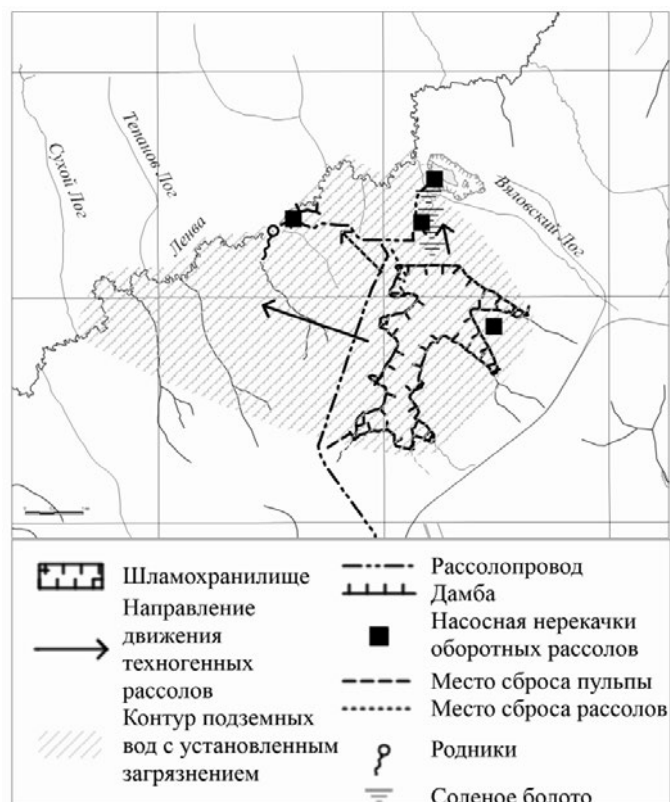 Сухой Лог
Тепанов Лог
Ленва
Вяловский Лог
Шламохранилище
Направление
движения
техногенных
рассолов
Контур подземных
вод с установленным
загрязнением
Рассолопровод
Дамба
Насосная нерекачки
оборотных рассолов
Место сброса пульпы
Место сброса рассолов
Родники
Соленое болото